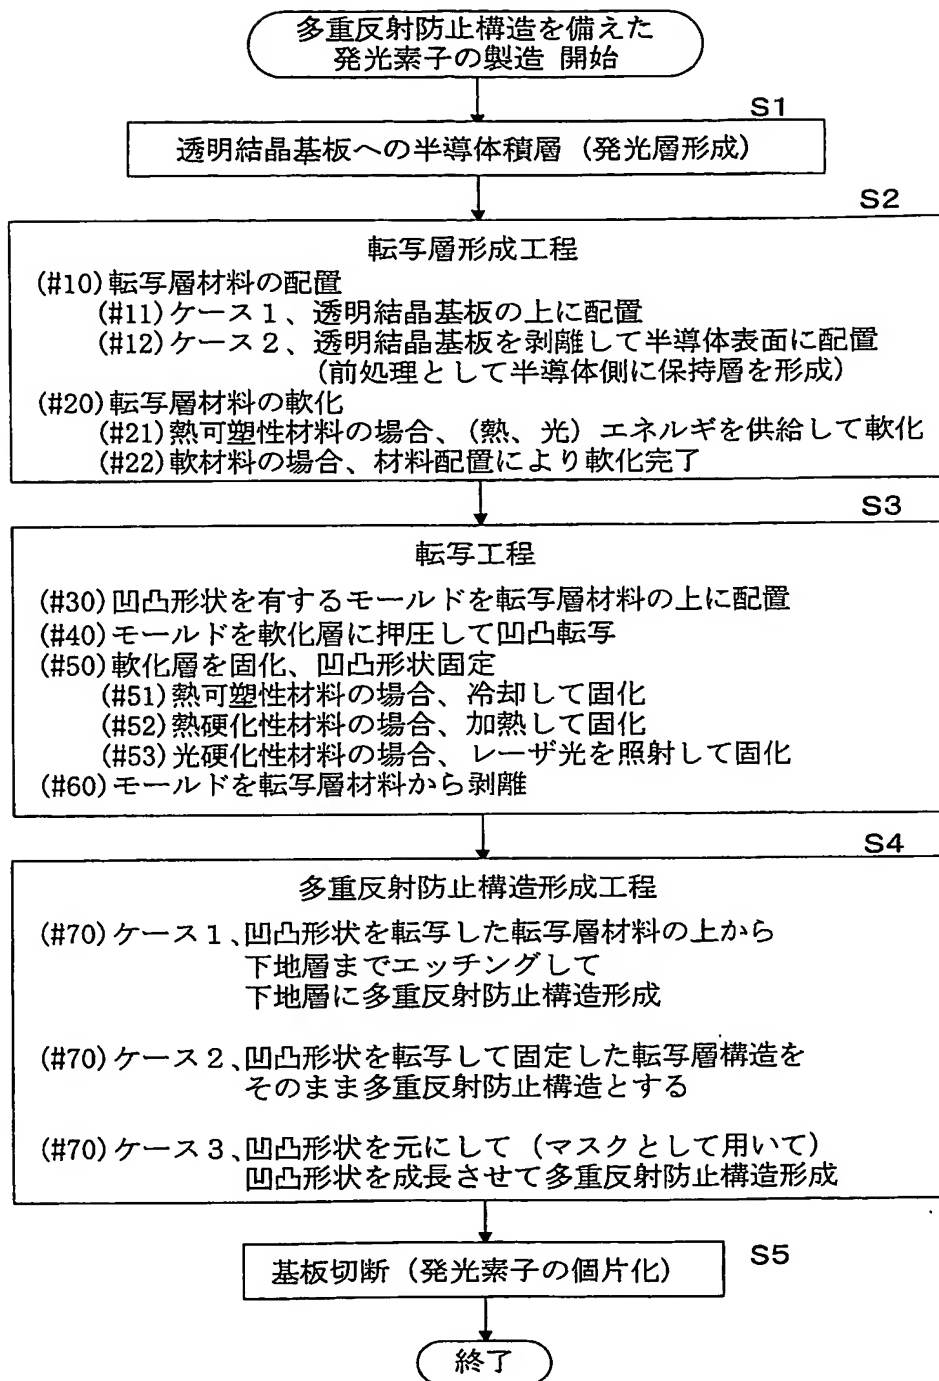 多重反射防止構造を備えた
発光素子の製造 開始
S1
透明結晶基板への半導体積層（発光層形成）
S2
転写層形成工程
(#10)転写層材料の配置
(#11)ケース１、透明結晶基板の上に配置
(#12)ケース２、透明結晶基板を剥離して半導体表面に配置
（前処理として半導体側に保持層を形成）
(#20)転写層材料の軟化
(#21)熱可塑性材料の場合、（熱、光）エネルギを供給して軟化
(#22)軟材料の場合、材料配置により軟化完了
S3
転写工程
(#30)凹凸形状を有するモールドを転写層材料の上に配置
(#40)モールドを軟化層に押圧して凹凸転写
(#50)軟化層を固化、凹凸形状固定
(#51)熱可塑性材料の場合、冷却して固化
(#52)熱硬化性材料の場合、加熱して固化
(#53)光硬化性材料の場合、レーザ光を照射して固化
(#60)モールドを転写層材料から剥離
S4
多重反射防止構造形成工程
(#70)ケース１、凹凸形状を転写した転写層材料の上から
下地層までエッチングして
下地層に多重反射防止構造形成
(#70)ケース２、凹凸形状を転写して固定した転写層構造を
そのまま多重反射防止構造とする
(#70)ケース３、凹凸形状を元にして（マスクとして用いて）
凹凸形状を成長させて多重反射防止構造形成
S5
基板切断（発光素子の個片化）
終了